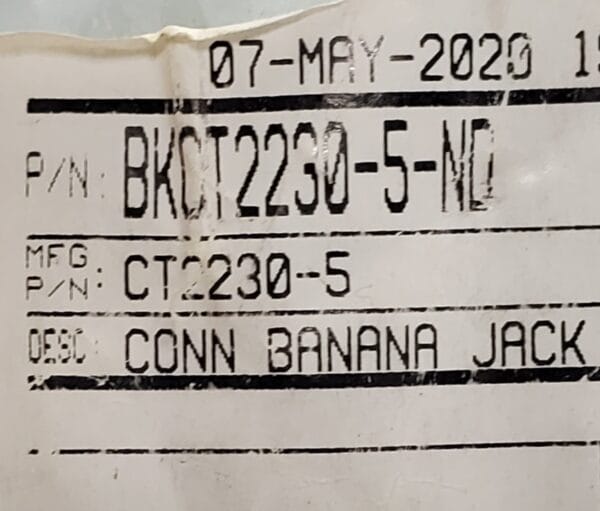 07-MAY-2020
P/N: BKCT2230-5-ND
MFG P/N: CT2230-5
DESC: CONN BANANA JACK